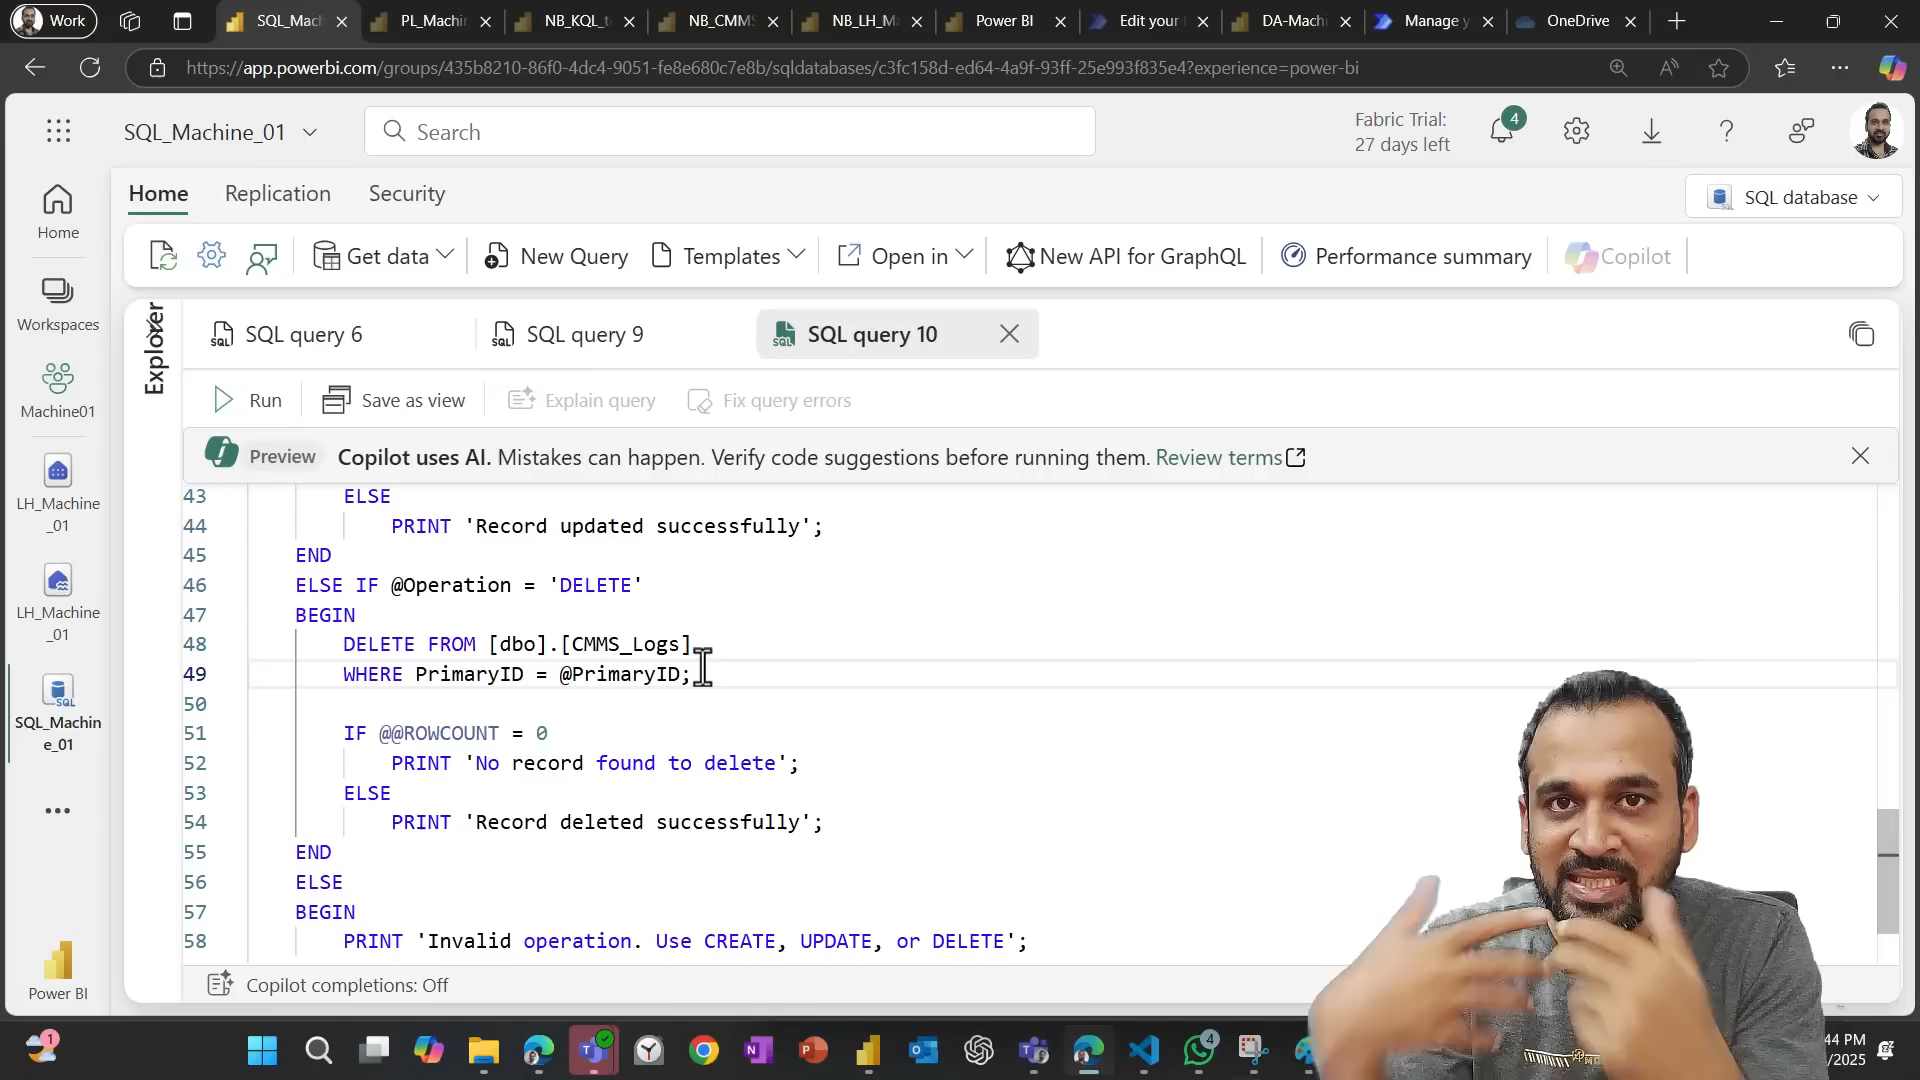 Work
SQL_Mach
PL_Machi
NB_KQL_t
NB_CMMS
NB_LH_M
Power BI
Edit your
DA-Machi
Manage y
OneDrive
https://app.powerbi.com/groups/435b8210-86f0-4dc4-9051-fe8e680c7e8b/sqldatabases/c3fc158d-ed64-4a9f-93ff-25e993f835e4?experience=power-bi
SQL_Machine_01
Search
Fabric Trial:
27 days left
4
Home
Replication
Security
SQL database
Get data
New Query
Templates
Open in
New API for GraphQL
Performance summary
Copilot
Home
Workspaces
Machine01
LH_Machine
_01
LH_Machine
_01
SQL_Machin
e_01
Power BI
Explorer
SQL query 6
SQL query 9
SQL query 10
Run
Save as view
Explain query
Fix query errors
Preview
Copilot uses AI. Mistakes can happen. Verify code suggestions before running them. Review terms
43 ELSE
44 PRINT 'Record updated successfully';
45 END
46 ELSE IF @Operation = 'DELETE'
47 BEGIN
48 DELETE FROM [dbo].[CMMS_Logs]
49 WHERE PrimaryID = @PrimaryID;
50
51 IF @@ROWCOUNT = 0
52 PRINT 'No record found to delete';
53 ELSE
54 PRINT 'Record deleted successfully';
55 END
56 ELSE
57 BEGIN
58 PRINT 'Invalid operation. Use CREATE, UPDATE, or DELETE';
Copilot completions: Off
1
4
44 PM
/2025